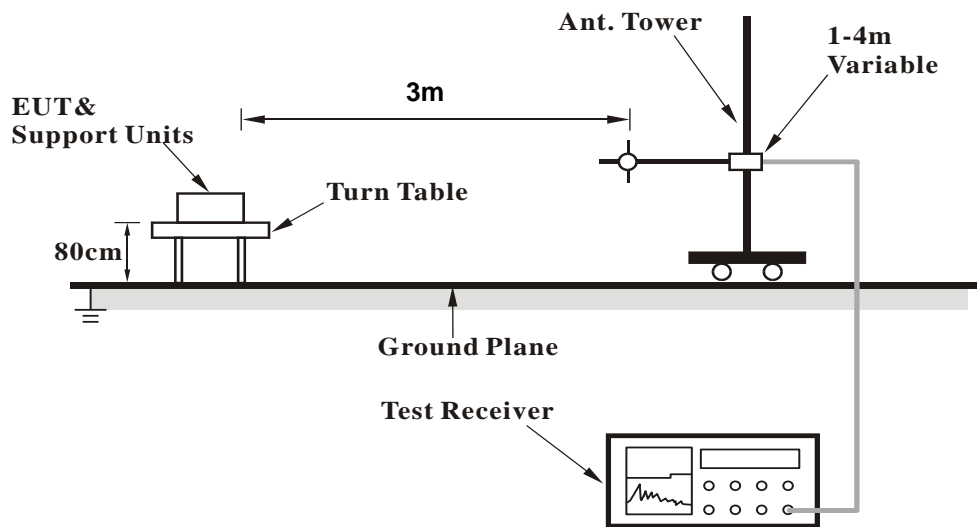 Ant. Tower
1-4m
Variable
3m
EUT&
Support Units
Turn Table
80cm
Ground Plane
Test Receiver